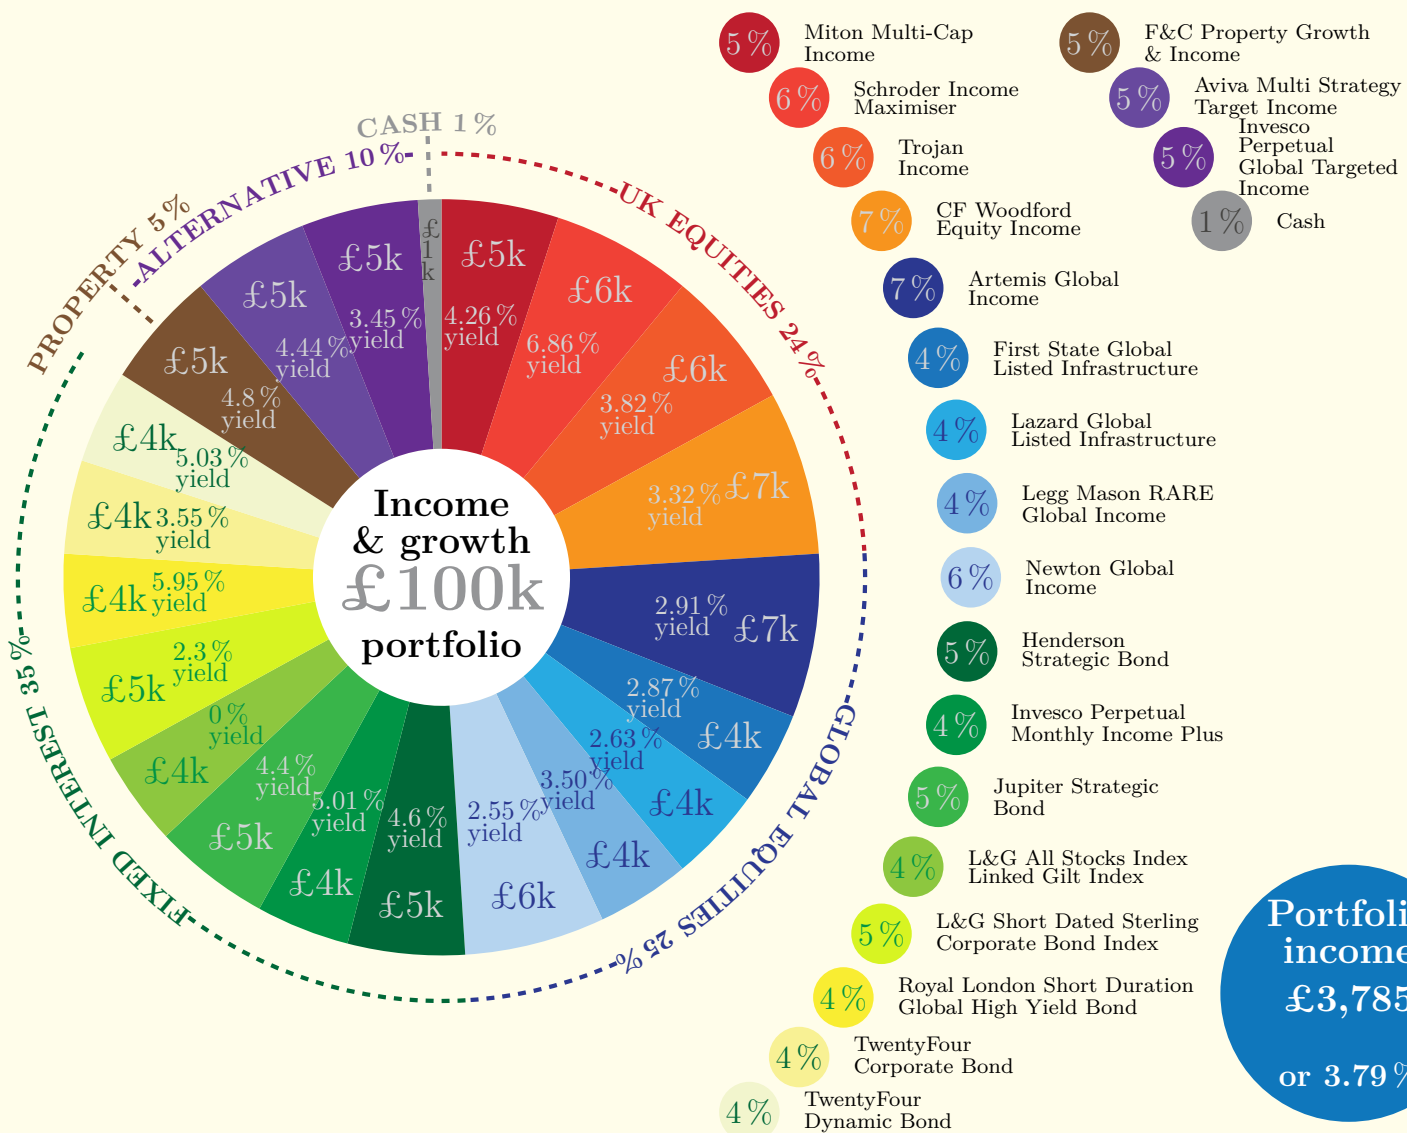 CASH 1 %
ALTERNATIVE 10 %
PROPERTY 5 %
UK EQUITIES 24 %
GLOBAL EQUITIES 25 %
FIXED INTEREST 35 %
£5k
4.26 %
yield
£6k
6.86 %
yield
£6k
3.82 %
yield
£7k
3.32 %
yield
£7k
2.91 %
yield
£4k
2.87 %
yield
£4k
2.63 %
yield
£4k
3.50 %
yield
£6k
2.55 %
yield
£5k
4.6 %
yield
£4k
5.01 %
yield
£5k
4.4 %
yield
£4k
0 %
yield
£5k
2.3 %
yield
£4k
5.95 %
yield
£4k
3.55 %
yield
£4k
5.03 %
yield
£5k
4.8 %
yield
£5k
4.44 %
yield
£5k
3.45 %
yield
£
1
k
Income
& growth
£100k
portfolio
5 % Miton Multi-Cap
Income
6 % Schroder Income
Maximiser
6 % Trojan
Income
7 % CF Woodford
Equity Income
7 % Artemis Global
Income
4 % First State Global
Listed Infrastructure
4 % Lazard Global
Listed Infrastructure
4 % Legg Mason RARE
Global Income
6 % Newton Global
Income
5 % Henderson
Strategic Bond
4 % Invesco Perpetual
Monthly Income Plus
5 % Jupiter Strategic
Bond
4 % L&G All Stocks Index
Linked Gilt Index
5 % L&G Short Dated Sterling
Corporate Bond Index
4 % Royal London Short Duration
Global High Yield Bond
4 % TwentyFour
Corporate Bond
4 % TwentyFour
Dynamic Bond
5 % F&C Property Growth
& Income
5 % Aviva Multi Strategy
Target Income
5 % Invesco
Perpetual
Global Targeted
Income
1 % Cash
Portfoli
income
£3,785
or 3.79 %